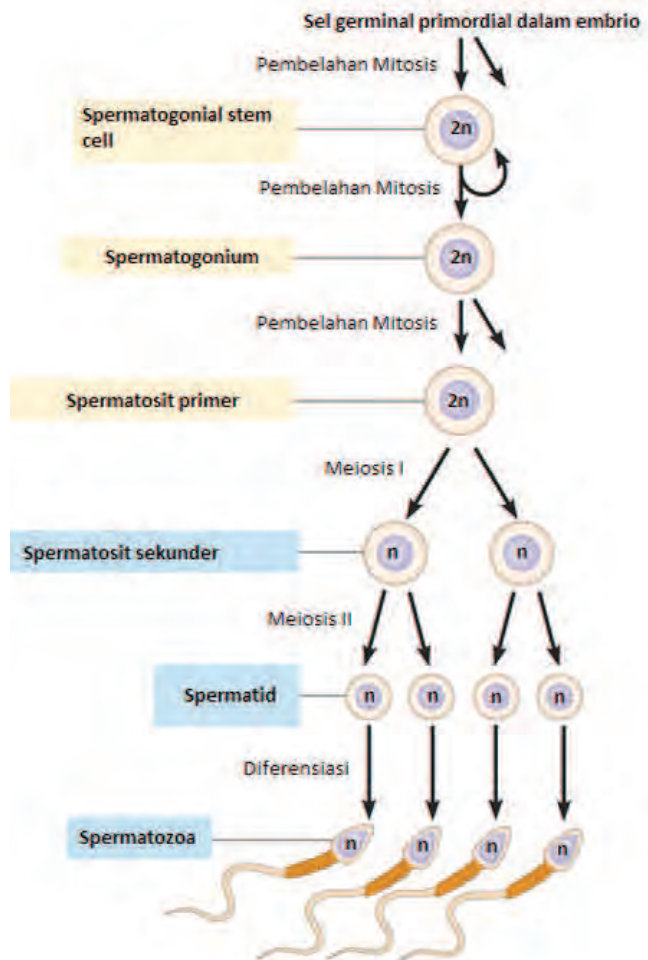 Sel germinal primordial dalam embrio
Pembelahan Mitosis
Spermatogonial stem
cell
2n
Pembelahan Mitosis
Spermatogonium
2n
Pembelahan Mitosis
Spermatosit primer
2n
Meiosis I
Spermatosit sekunder
n
n
Meiosis II
Spermatid
n
n
n
n
Diferensiasi
Spermatozoa
n
n
n
n